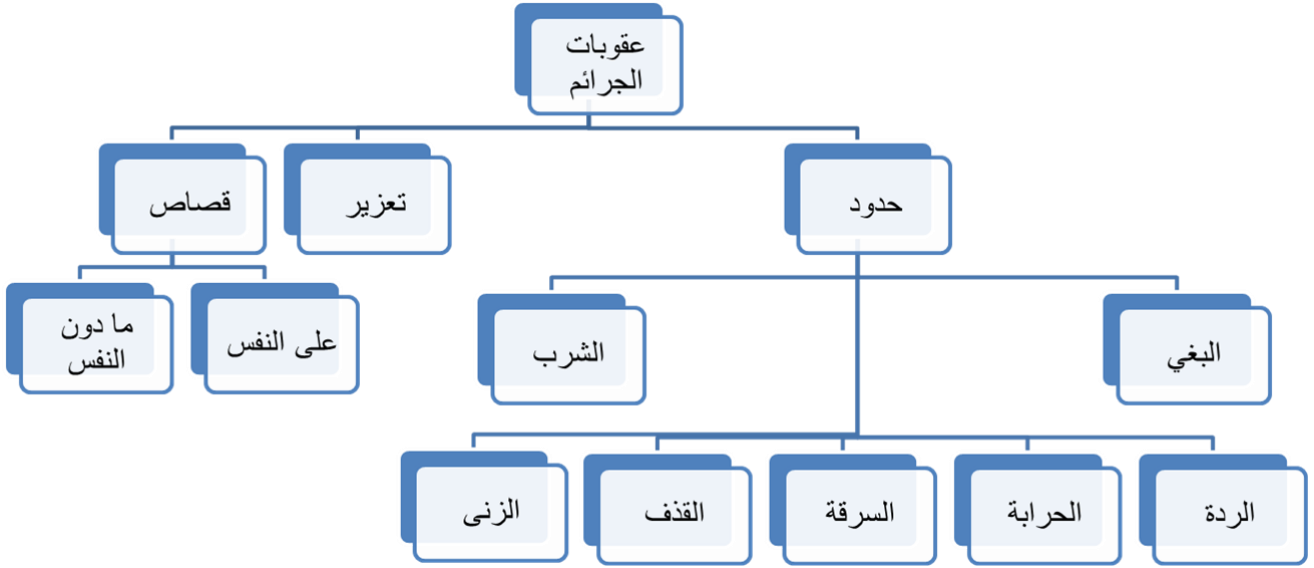 عقوبات
الجرائم
حدود
تعزير
قصاص
البغي
الشرب
على النفس
ما دون
النفس
الردة
الحرابة
السرقة
القذف
الزنى